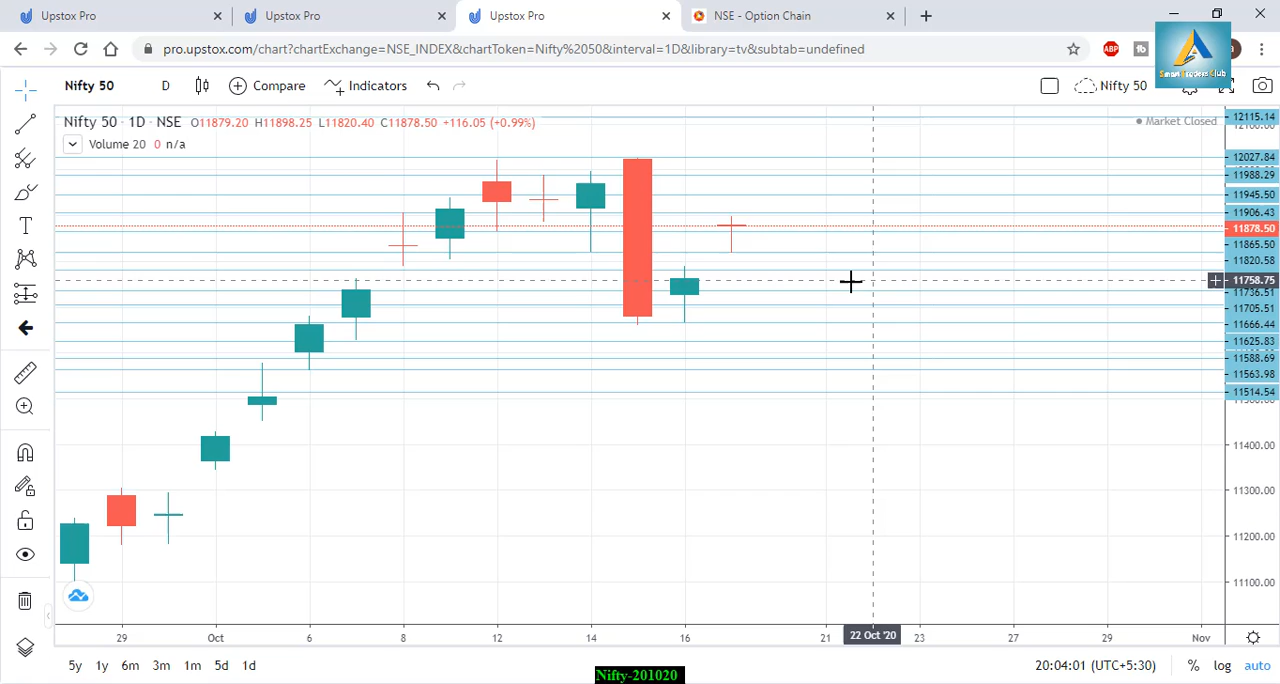 Upstox Pro
Upstox Pro
Upstox Pro
NSE - Option Chain
pro.upstox.com/chart?chartExchange=NSE_INDEX&chartToken=Nifty%2050&interval=1D&library=tv&subtab=undefined
ABP
Smart Traders Club
Nifty 50 D Compare Indicators Nifty 50
Nifty 50 · 1D · NSE O11879.20 H11898.25 L11820.40 C11878.50 +116.05 (+0.99%)
Market Closed
Volume 20 0 n/a
12115.14
12100.00
12027.84
11988.29
11945.50
11906.43
11878.50
11865.50
11820.58
11758.75
11736.51
11705.51
11666.44
11625.83
11588.69
11563.98
11514.54
11400.00
11300.00
11200.00
11100.00
29 Oct 6 8 12 14 16 21 22 Oct '20 23 27 29 Nov
5y 1y 6m 3m 1m 5d 1d
20:04:01 (UTC+5:30) % log auto
Nifty-201020